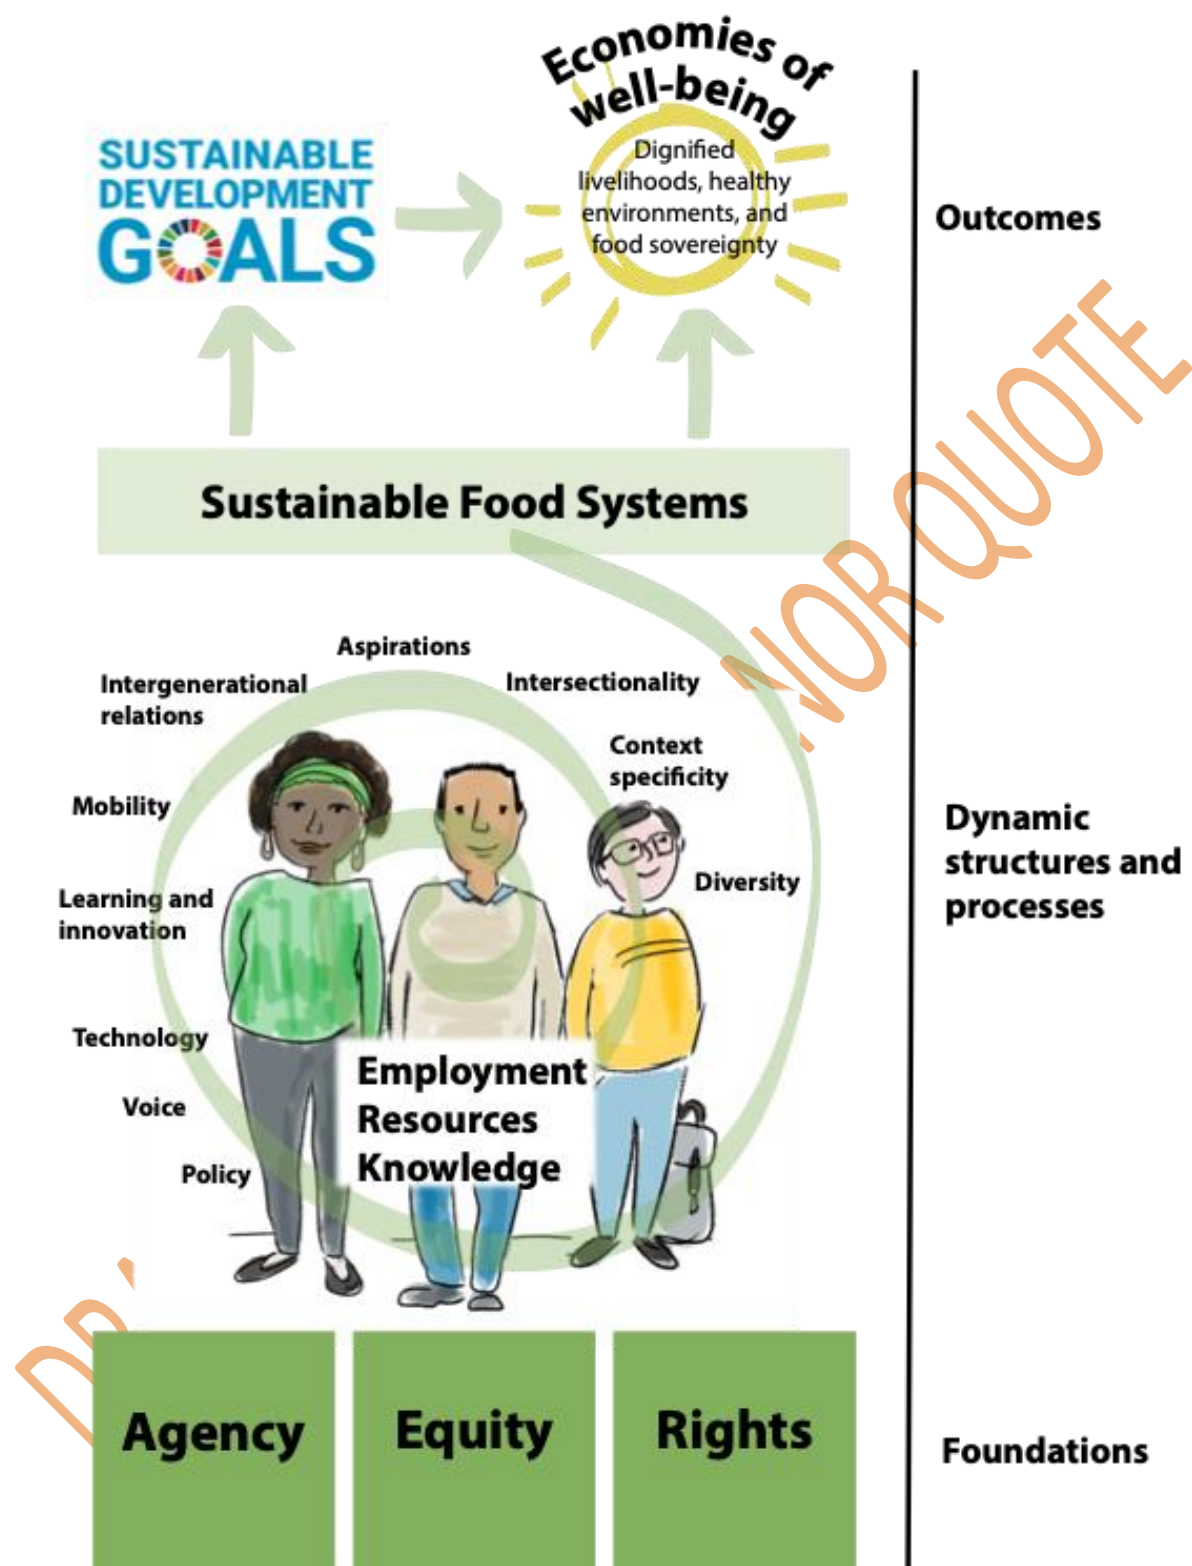 Economies of
well-being
Dignified
livelihoods, healthy
environments, and
food sovereignty
SUSTAINABLE
DEVELOPMENT
GOALS
Outcomes
Sustainable Food Systems
Aspirations
Intergenerational
relations
Intersectionality
Context
specificity
Mobility
Diversity
Learning and
innovation
Technology
Voice
Policy
Employment
Resources
Knowledge
Dynamic
structures and
processes
Agency
Equity
Rights
Foundations
NOR QUOTE